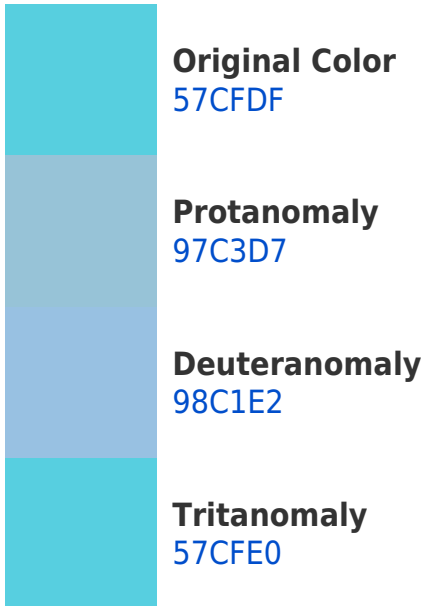 Original Color
57CFDF
Protanomaly
97C3D7
Deuteranomaly
98C1E2
Tritanomaly
57CFE0